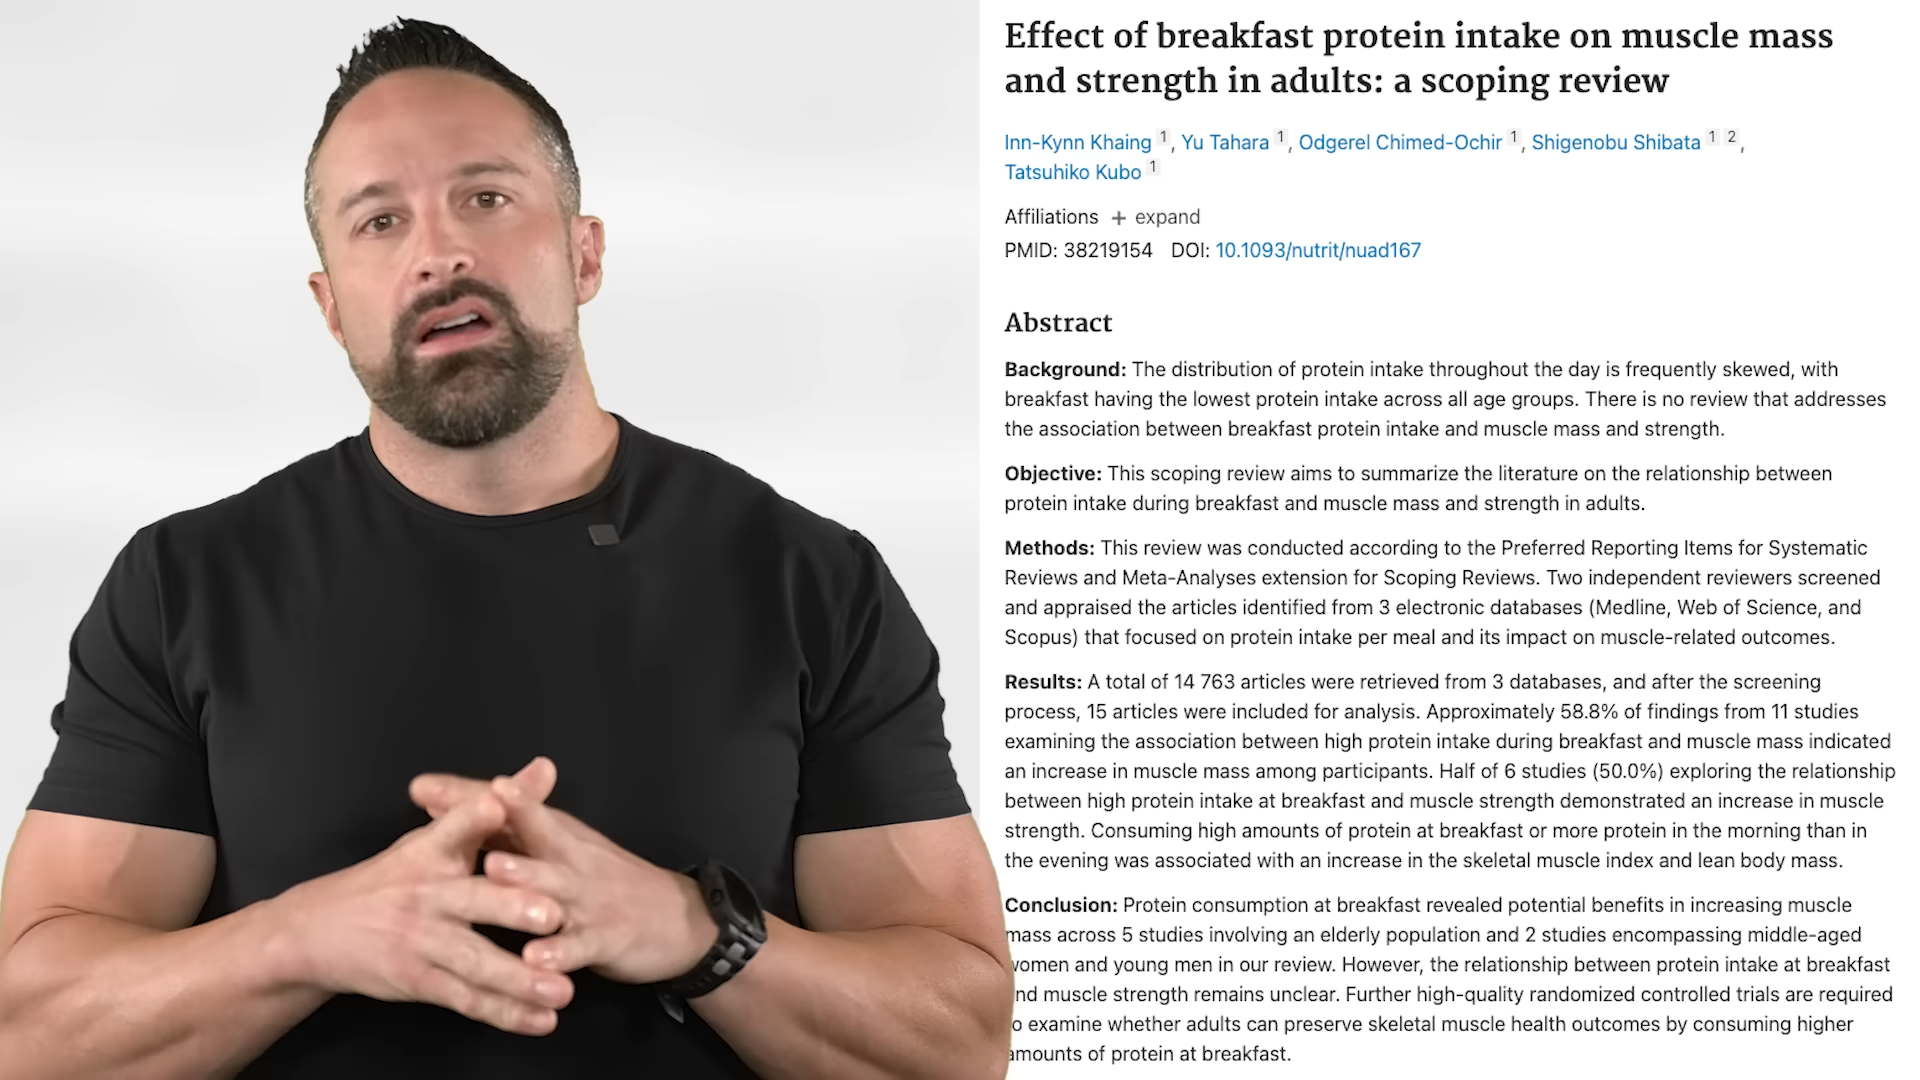 Effect of breakfast protein intake on muscle mass
and strength in adults: a scoping review
Inn-Kynn Khaing 1, Yu Tahara 1, Odgerel Chimed-Ochir 1, Shigenobu Shibata 1 2,
Tatsuhiko Kubo 1
Affiliations + expand
PMID: 38219154 DOI: 10.1093/nutrit/nuad167
Abstract
Background: The distribution of protein intake throughout the day is frequently skewed, with
breakfast having the lowest protein intake across all age groups. There is no review that addresses
the association between breakfast protein intake and muscle mass and strength.
Objective: This scoping review aims to summarize the literature on the relationship between
protein intake during breakfast and muscle mass and strength in adults.
Methods: This review was conducted according to the Preferred Reporting Items for Systematic
Reviews and Meta-Analyses extension for Scoping Reviews. Two independent reviewers screened
and appraised the articles identified from 3 electronic databases (Medline, Web of Science, and
Scopus) that focused on protein intake per meal and its impact on muscle-related outcomes.
Results: A total of 14 763 articles were retrieved from 3 databases, and after the screening
process, 15 articles were included for analysis. Approximately 58.8% of findings from 11 studies
examining the association between high protein intake during breakfast and muscle mass indicated
an increase in muscle mass among participants. Half of 6 studies (50.0%) exploring the relationship
between high protein intake at breakfast and muscle strength demonstrated an increase in muscle
strength. Consuming high amounts of protein at breakfast or more protein in the morning than in
the evening was associated with an increase in the skeletal muscle index and lean body mass.
Conclusion: Protein consumption at breakfast revealed potential benefits in increasing muscle
mass across 5 studies involving an elderly population and 2 studies encompassing middle-aged
women and young men in our review. However, the relationship between protein intake at breakfast
and muscle strength remains unclear. Further high-quality randomized controlled trials are required
to examine whether adults can preserve skeletal muscle health outcomes by consuming higher
amounts of protein at breakfast.